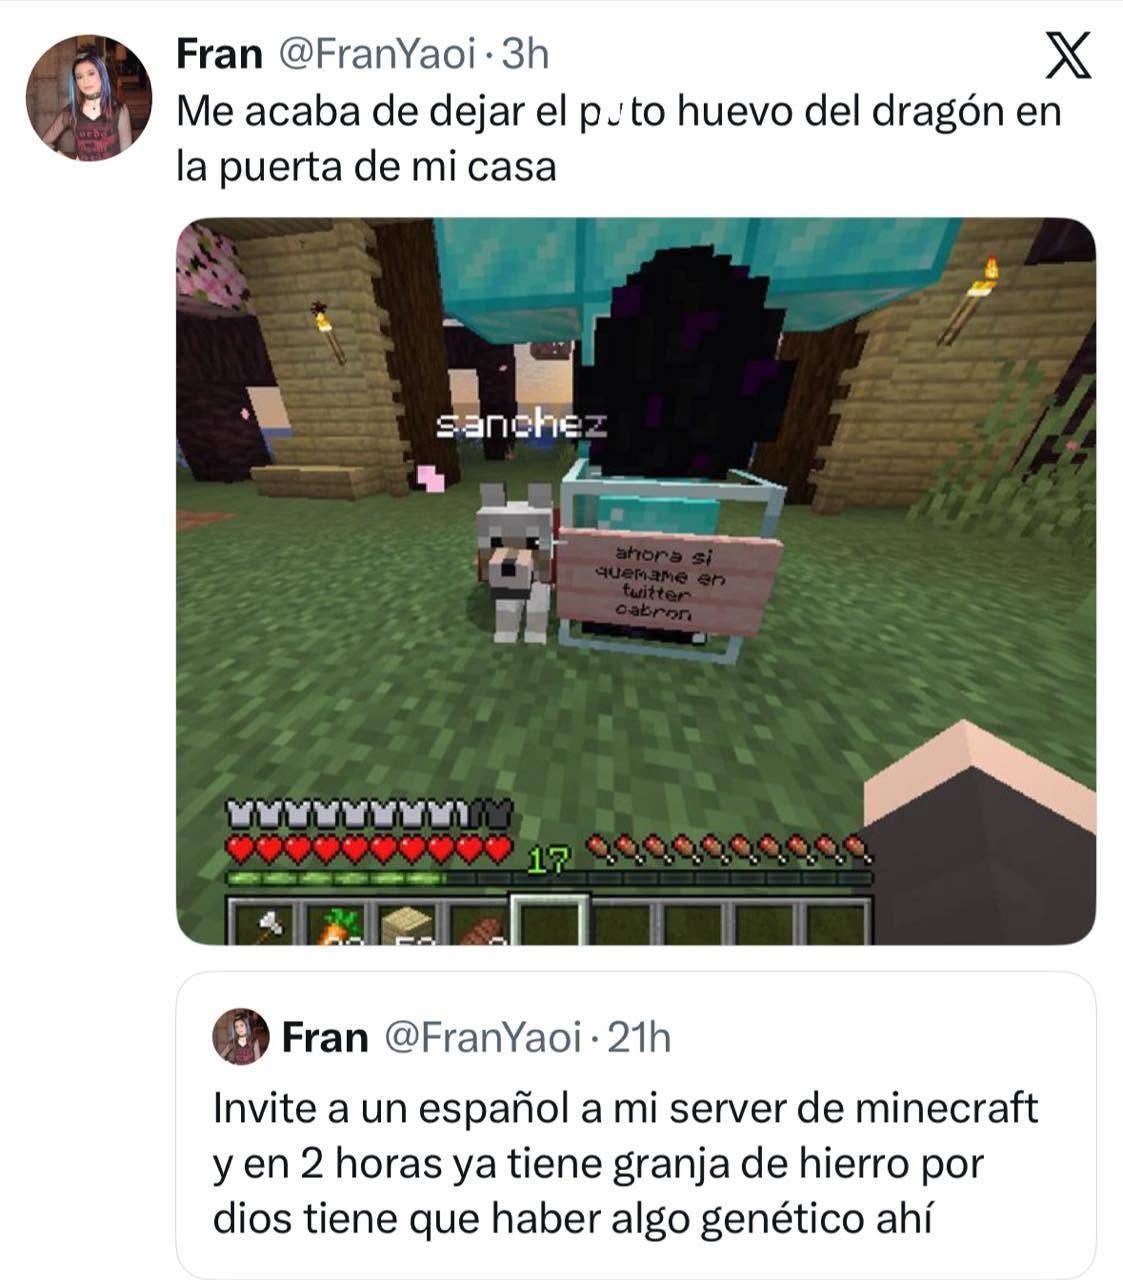 Fran @FranYaoi · 3h
Me acaba de dejar el puto huevo del dragón en
la puerta de mi casa
sanchez
ahora si
quemame en
twitter
cabron
17
Fran @FranYaoi · 21h
Invite a un español a mi server de minecraft
y en 2 horas ya tiene granja de hierro por
dios tiene que haber algo genético ahí